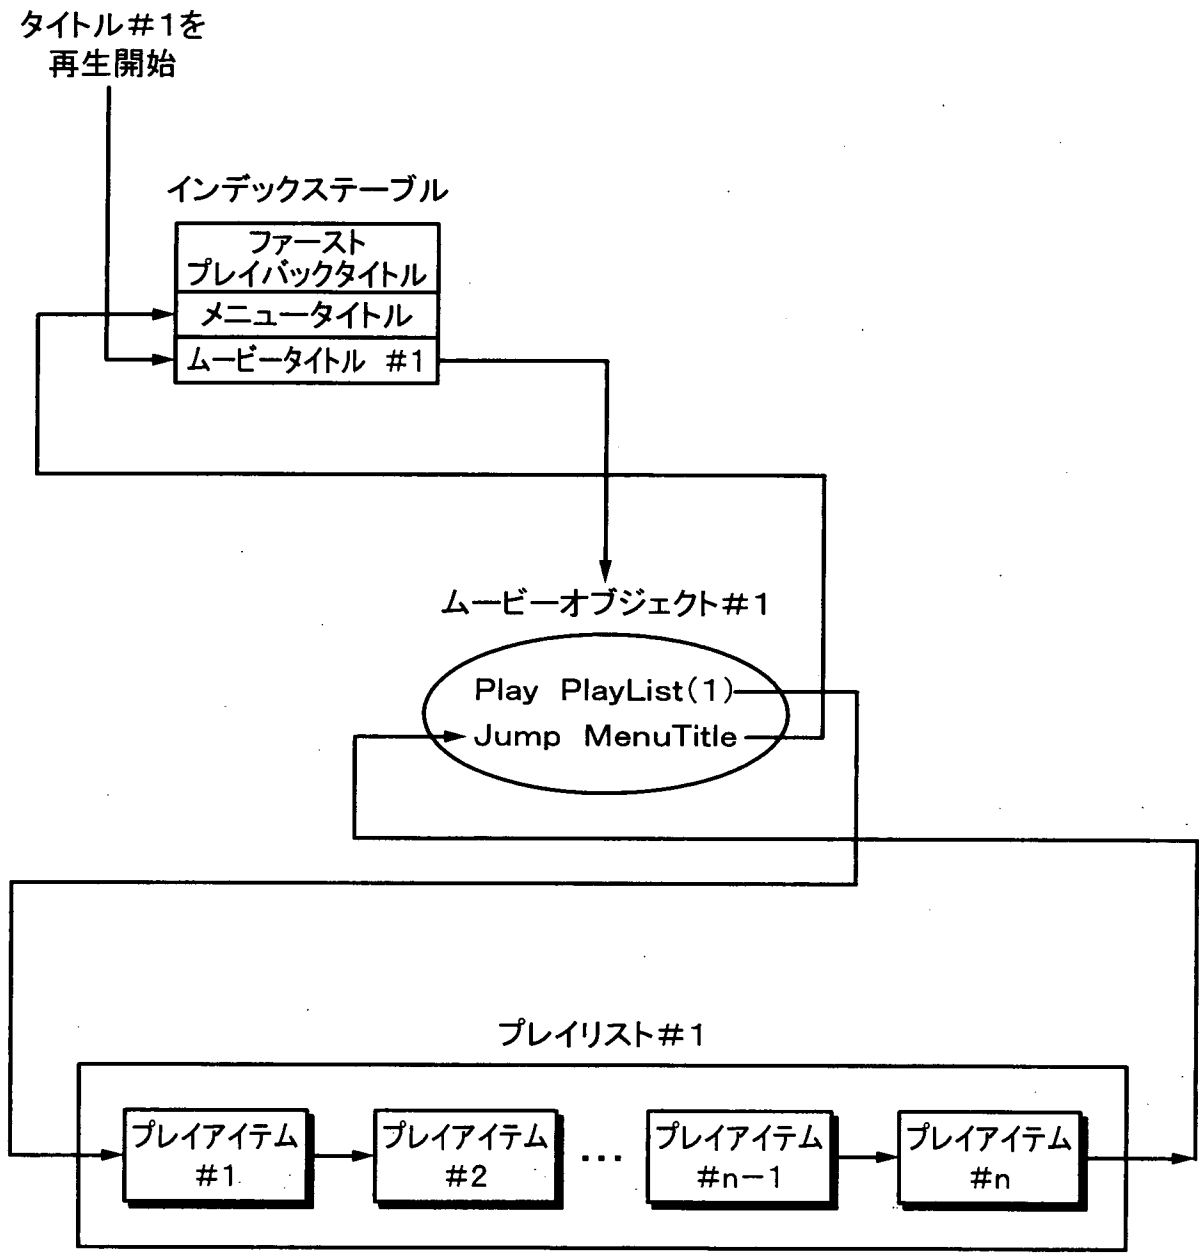 タイトル#1を
再生開始
インデックステーブル
ファースト
プレイバックタイトル
メニュータイトル
ムービータイトル #1
ムービーオブジェクト#1
Play PlayList(1)
Jump MenuTitle
プレイリスト#1
プレイアイテム
#1
プレイアイテム
#2
・・・
プレイアイテム
#n−1
プレイアイテム
#n